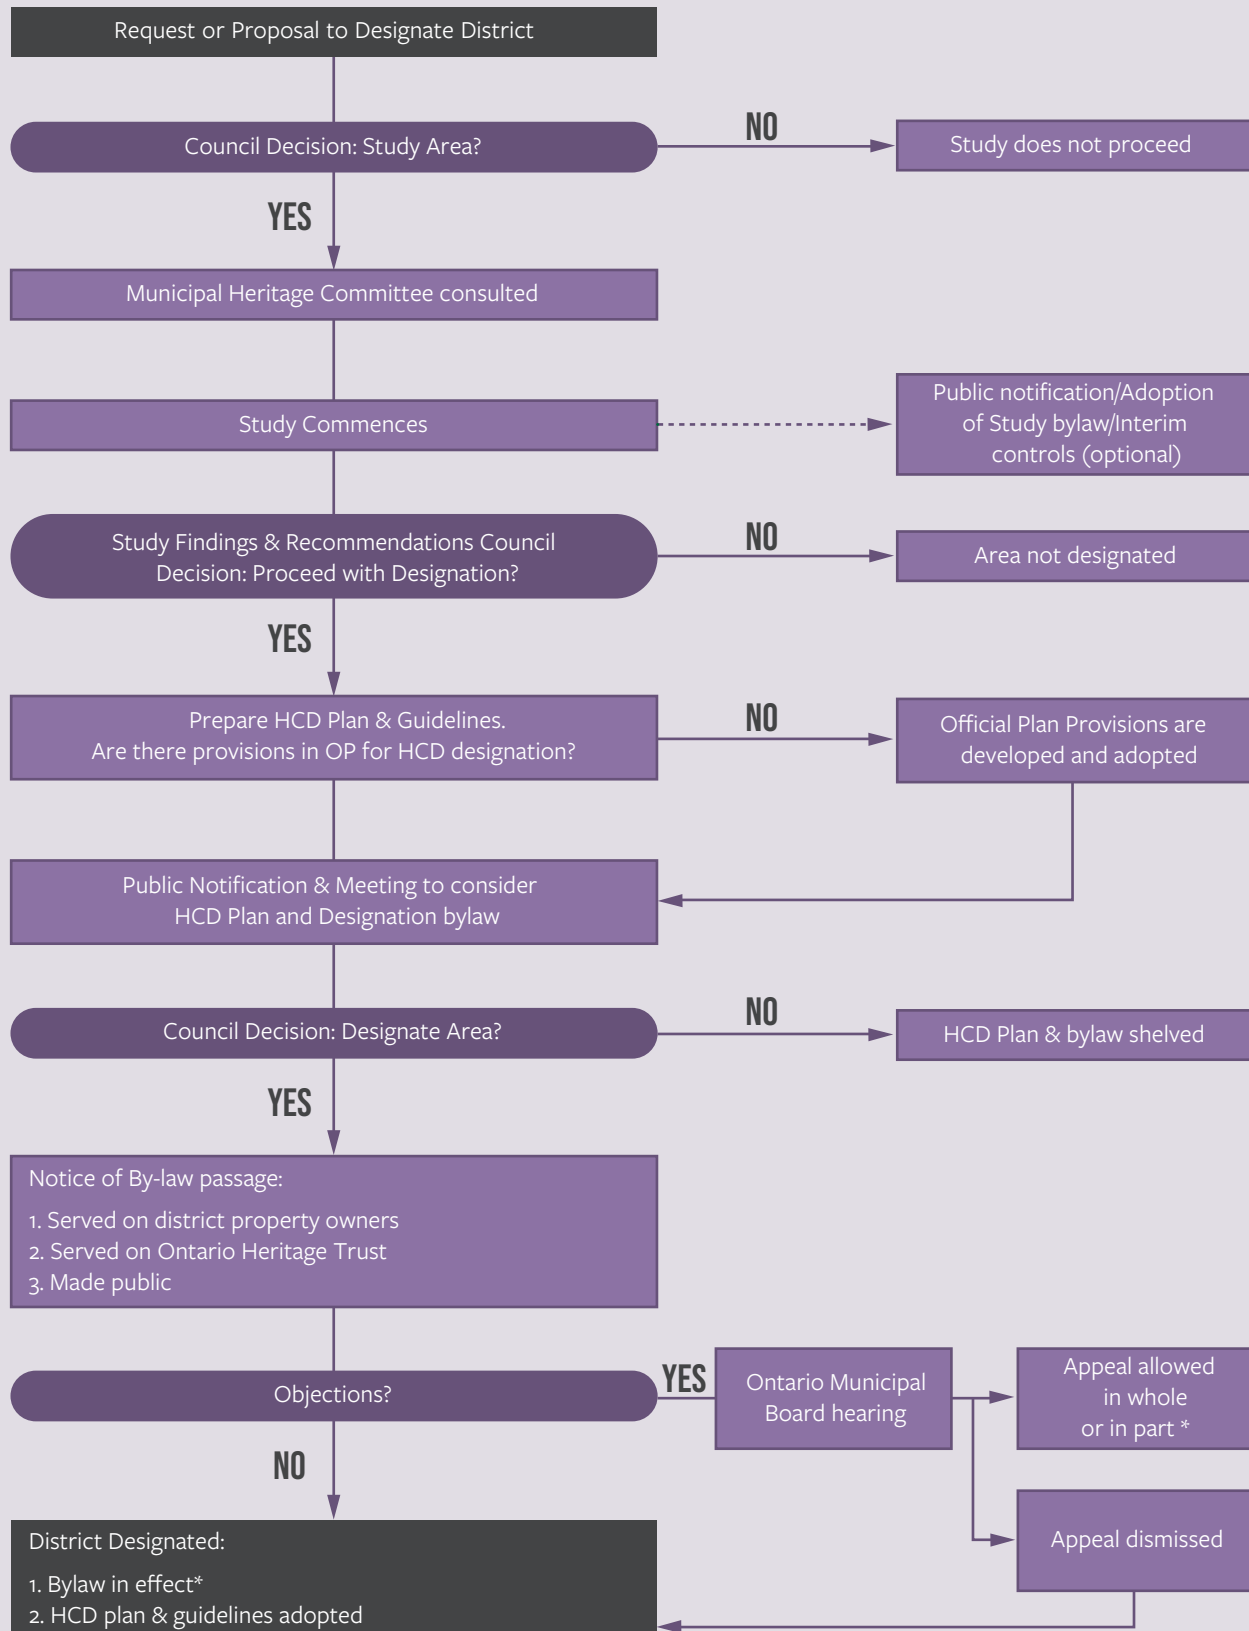 Request or Proposal to Designate District
Council Decision: Study Area?
NO
Study does not proceed
YES
Municipal Heritage Committee consulted
Study Commences
Public notification/Adoption
of Study bylaw/Interim
controls (optional)
Study Findings & Recommendations Council
Decision: Proceed with Designation?
NO
Area not designated
YES
Prepare HCD Plan & Guidelines.
Are there provisions in OP for HCD designation?
NO
Official Plan Provisions are
developed and adopted
Public Notification & Meeting to consider
HCD Plan and Designation bylaw
Council Decision: Designate Area?
NO
HCD Plan & bylaw shelved
YES
Notice of By-law passage:
1. Served on district property owners
2. Served on Ontario Heritage Trust
3. Made public
Objections?
YES
Ontario Municipal
Board hearing
Appeal allowed
in whole
or in part *
NO
Appeal dismissed
District Designated:
1. Bylaw in effect*
2. HCD plan & guidelines adopted